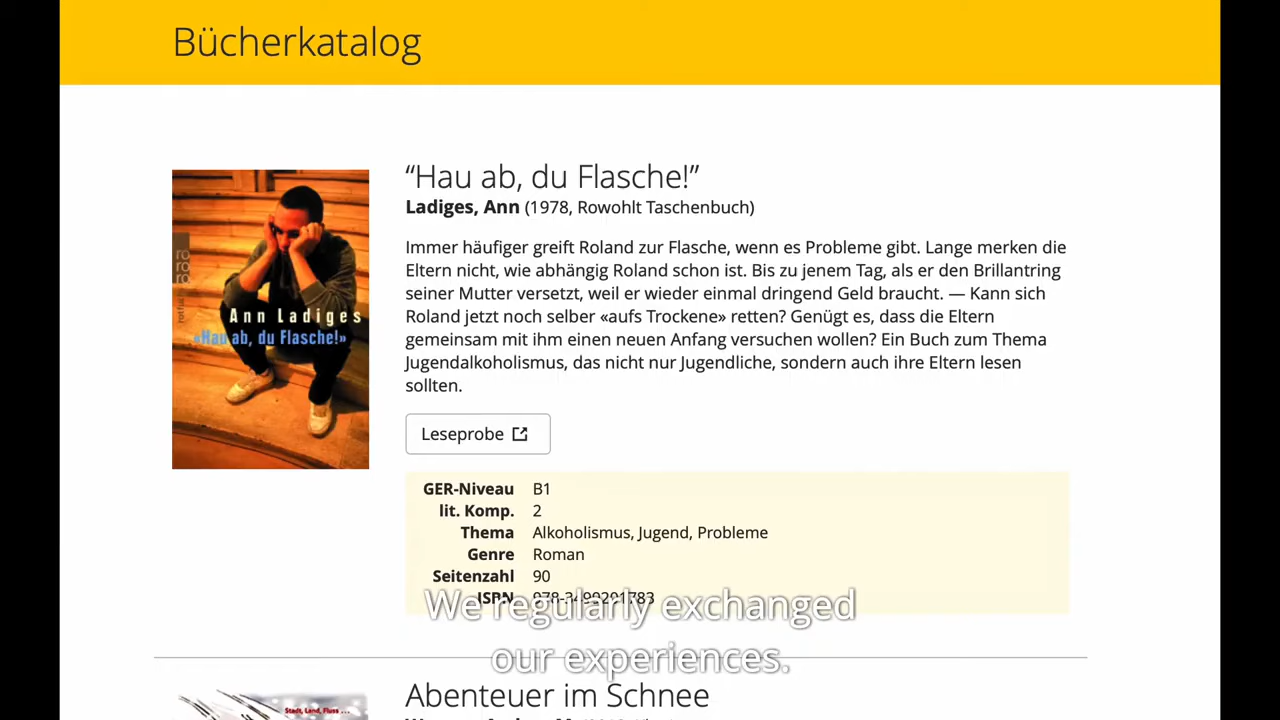 Bücherkatalog
“Hau ab, du Flasche!”
Ladiges, Ann (1978, Rowohlt Taschenbuch)
Immer häufiger greift Roland zur Flasche, wenn es Probleme gibt. Lange merken die
Eltern nicht, wie abhängig Roland schon ist. Bis zu jenem Tag, als er den Brillantring
seiner Mutter versetzt, weil er wieder einmal dringend Geld braucht. — Kann sich
Roland jetzt noch selber «aufs Trockene» retten? Genügt es, dass die Eltern
gemeinsam mit ihm einen neuen Anfang versuchen wollen? Ein Buch zum Thema
Jugendalkoholismus, das nicht nur Jugendliche, sondern auch ihre Eltern lesen
sollten.
Ann Ladiges
«Hau ab, du Flasche!»
Leseprobe
GER-Niveau B1
lit. Komp. 2
Thema Alkoholismus, Jugend, Probleme
Genre Roman
Seitenzahl 90
ISBN
We regularly exchanged
our experiences.
Abenteuer im Schnee
Stadt, Land, Fluss ...